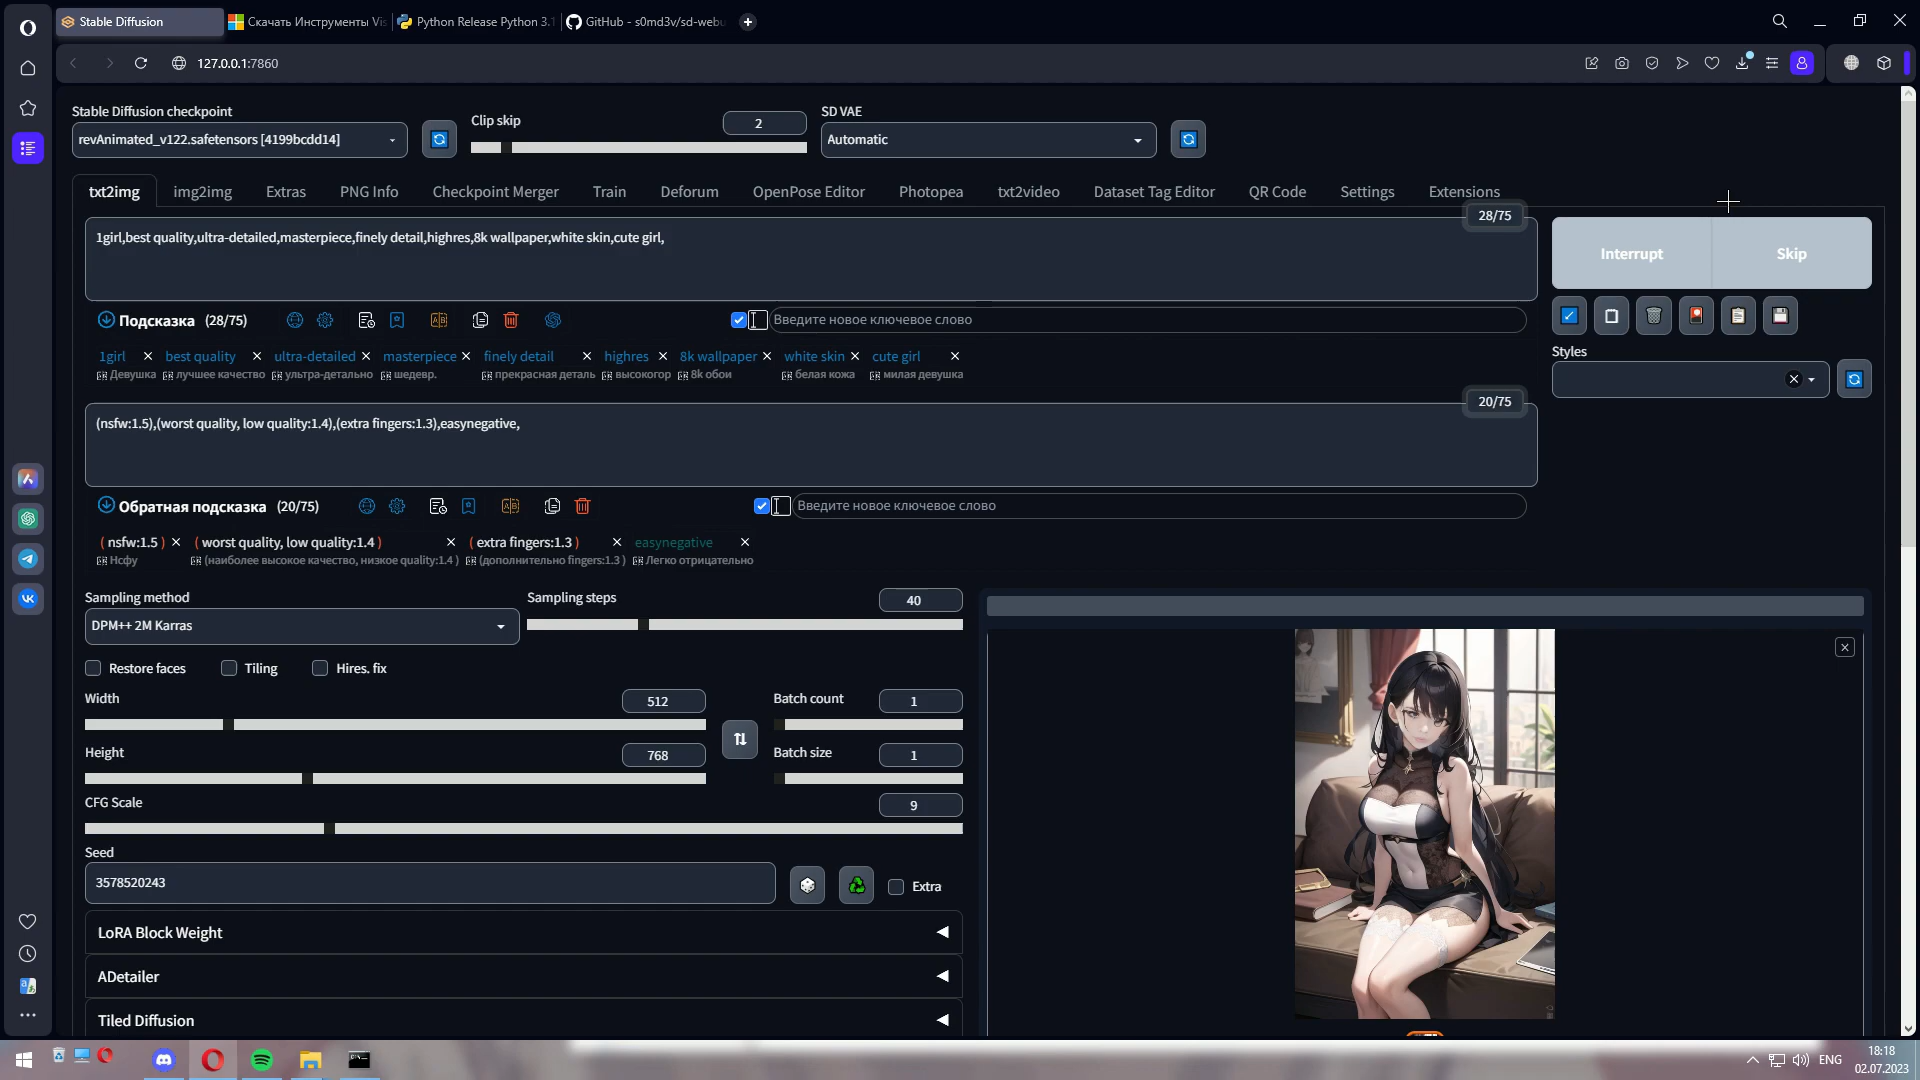 Stable Diffusion
Скачать Инструменты Vis
Python Release Python 3.1
GitHub - s0md3v/sd-webu
127.0.0.1:7860
Stable Diffusion checkpoint
revAnimated_v122.safetensors [4199bcdd14]
Clip skip
2
SD VAE
Automatic
txt2img
img2img
Extras
PNG Info
Checkpoint Merger
Train
Deforum
OpenPose Editor
Photopea
txt2video
Dataset Tag Editor
QR Code
Settings
Extensions
28/75
1girl,best quality,ultra-detailed,masterpiece,finely detail,highres,8k wallpaper,white skin,cute girl,
Interrupt
Skip
Подсказка (28/75)
Введите новое ключевое слово
Styles
1girl × best quality × ultra-detailed × masterpiece × finely detail × highres × 8k wallpaper × white skin × cute girl ×
Девушка лучшее качество ультра-детально шедевр. прекрасная деталь высокогор 8k обои белая кожа милая девушка
20/75
(nsfw:1.5),(worst quality, low quality:1.4),(extra fingers:1.3),easynegative,
Обратная подсказка (20/75)
Введите новое ключевое слово
( nsfw:1.5 ) × ( worst quality, low quality:1.4 ) × ( extra fingers:1.3 ) × easynegative ×
Нсфу (наиболее высокое качество, низкое quality:1.4 ) (дополнительно fingers:1.3 ) Легко отрицательно
Sampling method
DPM++ 2M Karras
Sampling steps
40
Restore faces
Tiling
Hires. fix
Width
512
Batch count
1
Height
768
Batch size
1
CFG Scale
9
Seed
3578520243
Extra
LoRA Block Weight
ADetailer
Tiled Diffusion
ENG
18:18
02.07.2023